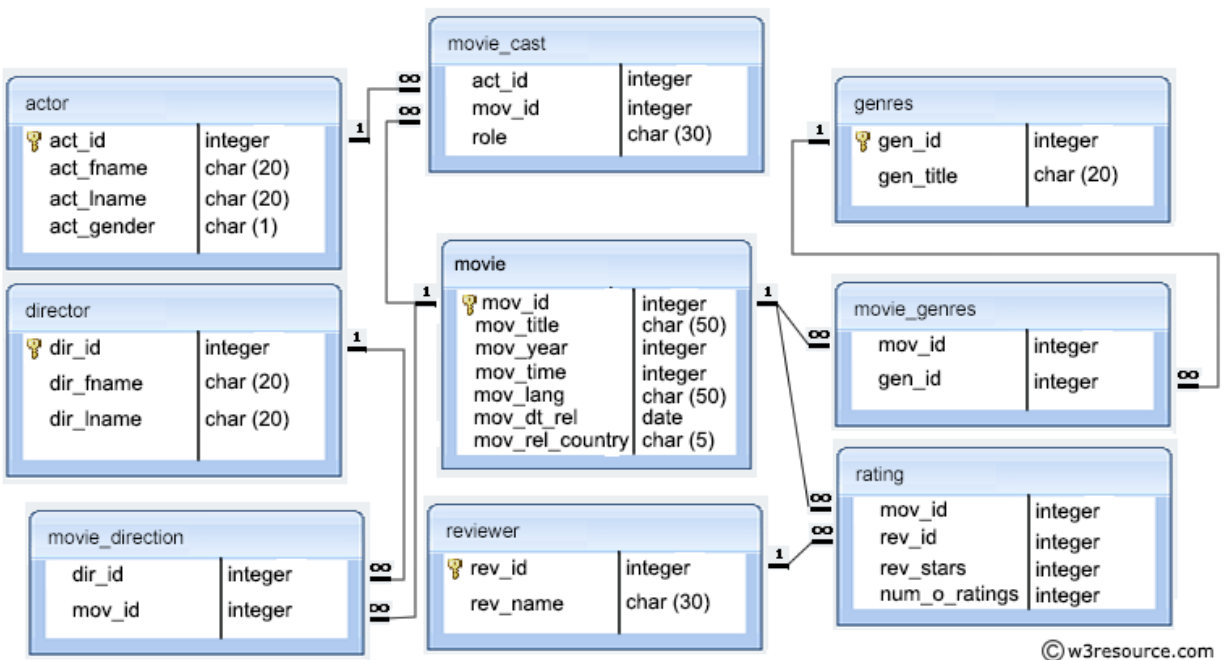 movie_cast
act_id integer
mov_id integer
role char (30)
∞
∞
actor
act_id integer
act_fname char (20)
act_lname char (20)
act_gender char (1)
1
genres
gen_id integer
gen_title char (20)
1
movie
mov_id integer
mov_title char (50)
mov_year integer
mov_time integer
mov_lang char (50)
mov_dt_rel date
mov_rel_country char (5)
1
1
director
dir_id integer
dir_fname char (20)
dir_lname char (20)
1
movie_genres
mov_id integer
gen_id integer
∞
∞
rating
mov_id integer
rev_id integer
rev_stars integer
num_o_ratings integer
∞
∞
movie_direction
dir_id integer
mov_id integer
∞
∞
reviewer
rev_id integer
rev_name char (30)
1
© w3resource.com